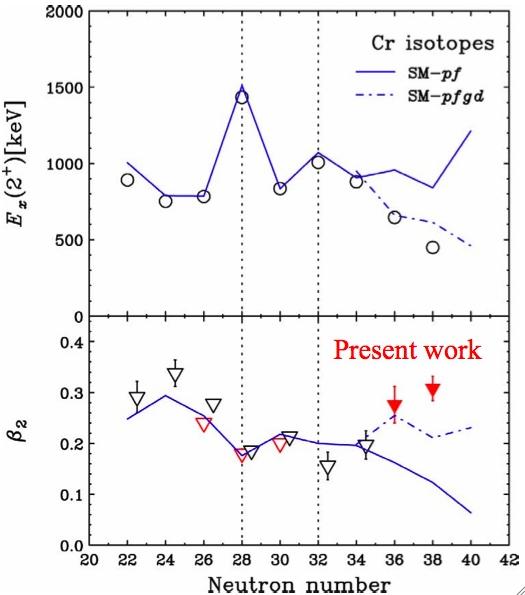 2000
1500
1000
500
0
E_x(2^+)[keV]
Cr isotopes
SM-pf
SM-pfgd
0.4
0.3
0.2
0.1
0.0
β_2
Present work
20 22 24 26 28 30 32 34 36 38 40 42
Neutron number